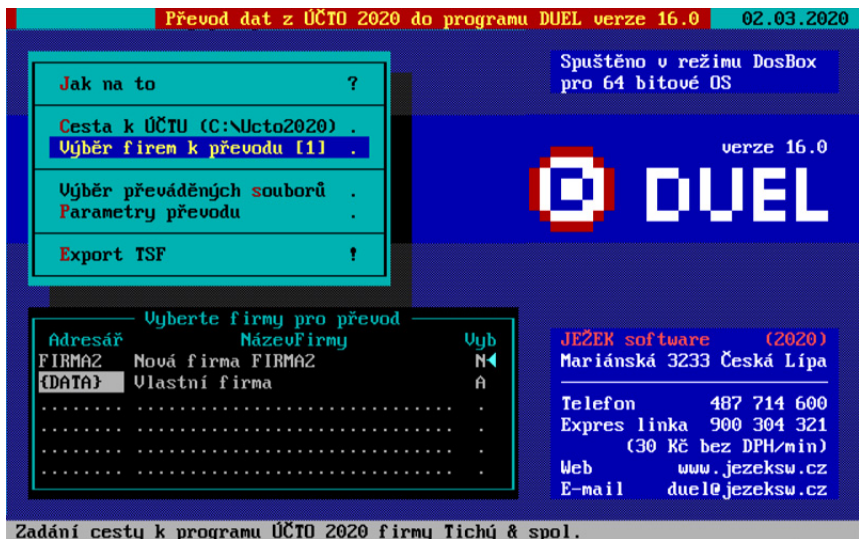 Převod dat z ÚČTO 2020 do programu DUEL verze 16.0 02.03.2020
Spuštěno v režimu DosBox
pro 64 bitové OS
Jak na to ?
Cesta k ÚČTU (C:\Ucto2020) .
Výběr firem k převodu [1] .
Výběr převáděných souborů .
Parametry převodu .
Export TSF !
verze 16.0
DUEL
Vyberte firmy pro převod
Adresář NázevFirmy Vyb
FIRMA2 Nová firma FIRMA2 N
{DATA} Vlastní firma A
........ .............................. .
........ .............................. .
........ .............................. .
........ .............................. .
JEŽEK software (2020)
Mariánská 3233 Česká Lípa
Telefon 487 714 600
Expres linka 900 304 321
(30 Kč bez DPH/min)
Web www.jezeksw.cz
E-mail duel@jezeksw.cz
Zadání cesty k programu ÚČTO 2020 firmy Tichý & spol.